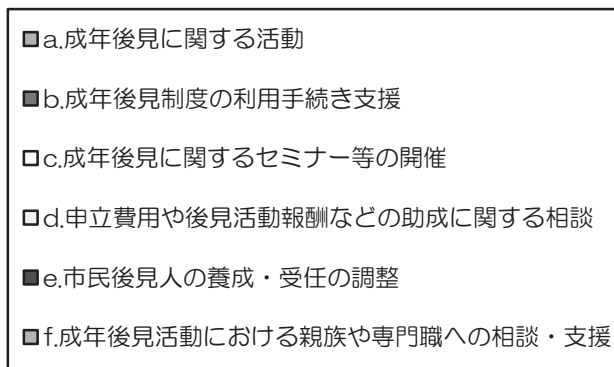 a.成年後見に関する活動
b.成年後見制度の利用手続き支援
c.成年後見に関するセミナー等の開催
d.申立費用や後見活動報酬などの助成に関する相談
e.市民後見人の養成・受任の調整
f.成年後見活動における親族や専門職への相談・支援